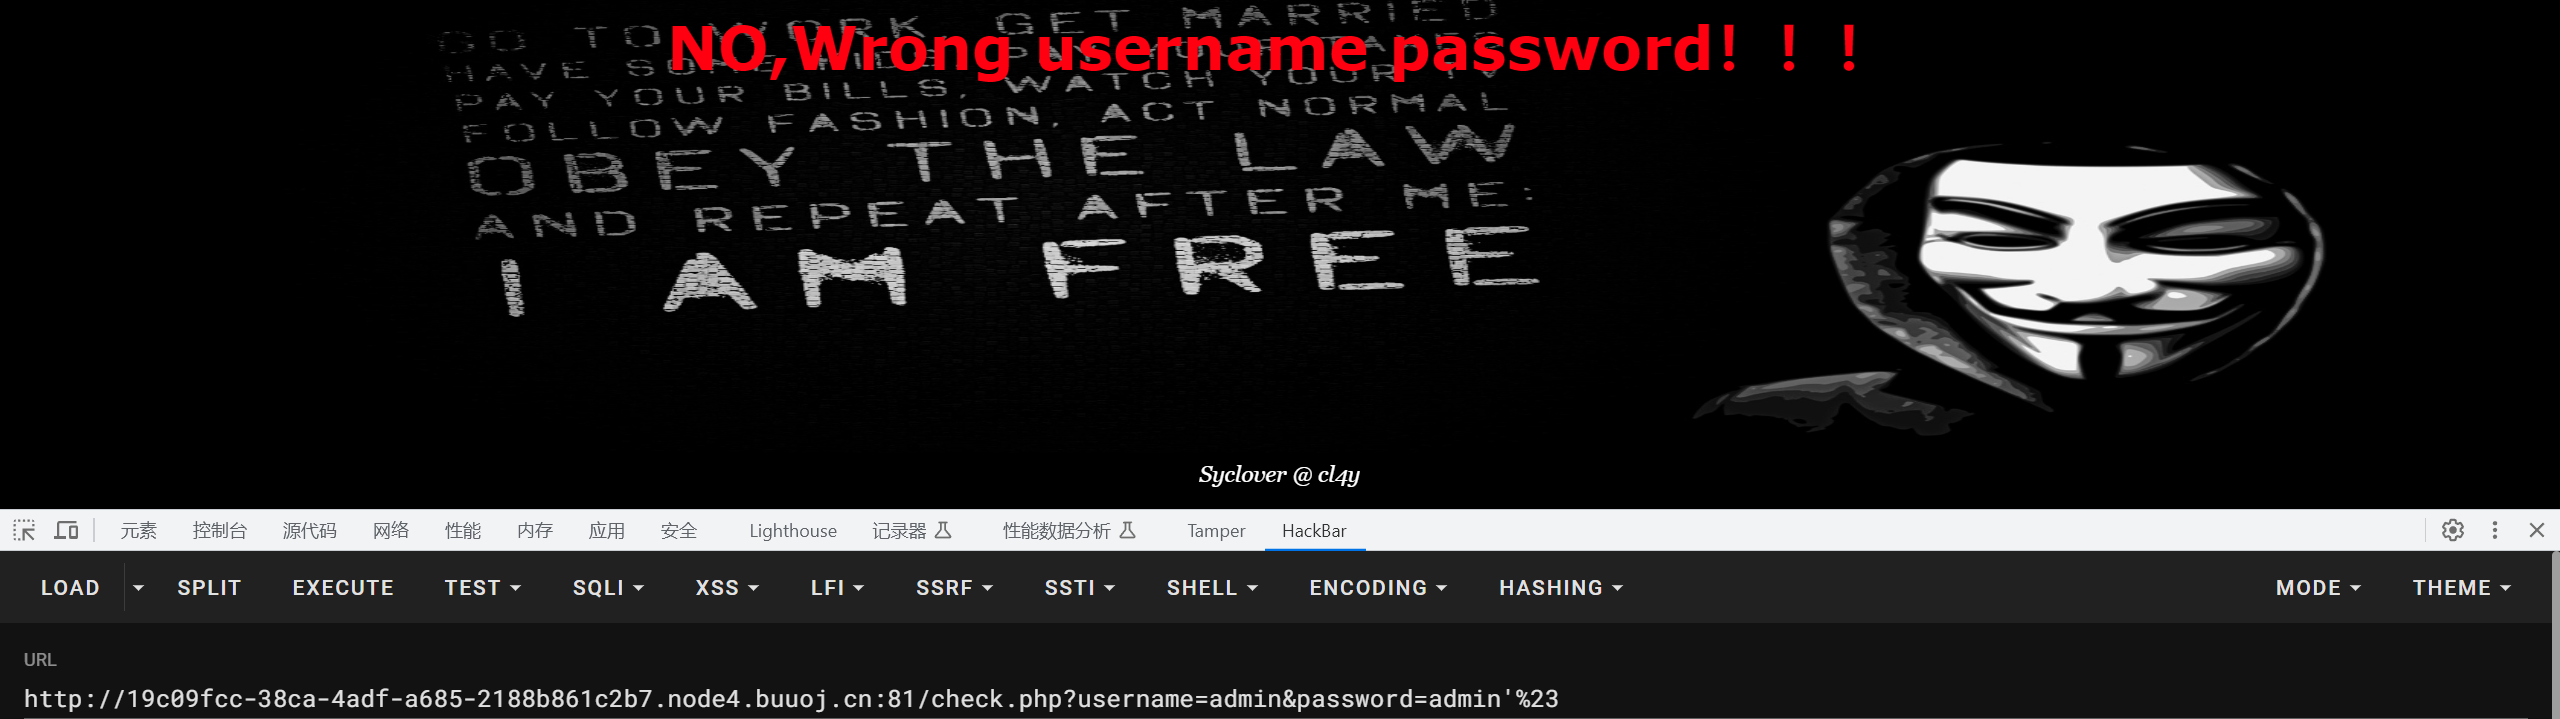 GO TO WORK, GET MARRIED
NO,Wrong username password！！！
HAVE SOME KIDS, PAY YOUR TAXES
PAY YOUR BILLS, WATCH YOUR TV
FOLLOW FASHION, ACT NORMAL
OBEY THE LAW
AND REPEAT AFTER ME:
I AM FREE
Syclover @ cl4y
元素 控制台 源代码 网络 性能 内存 应用 安全 Lighthouse 记录器 性能数据分析 Tamper HackBar
LOAD SPLIT EXECUTE TEST SQLI XSS LFI SSRF SSTI SHELL ENCODING HASHING MODE THEME
URL
http://19c09fcc-38ca-4adf-a685-2188b861c2b7.node4.buuoj.cn:81/check.php?username=admin&password=admin'%23